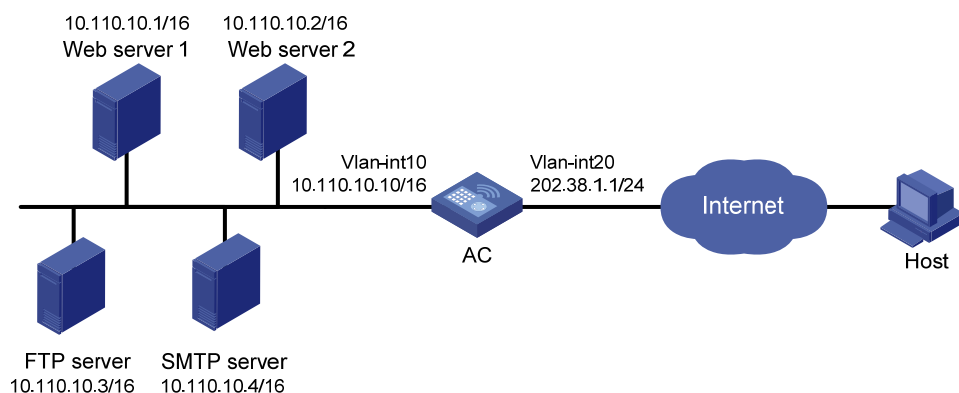 10.110.10.1/16
Web server 1
10.110.10.2/16
Web server 2
Vlan-int10
10.110.10.10/16
Vlan-int20
202.38.1.1/24
AC
Internet
Host
FTP server
10.110.10.3/16
SMTP server
10.110.10.4/16